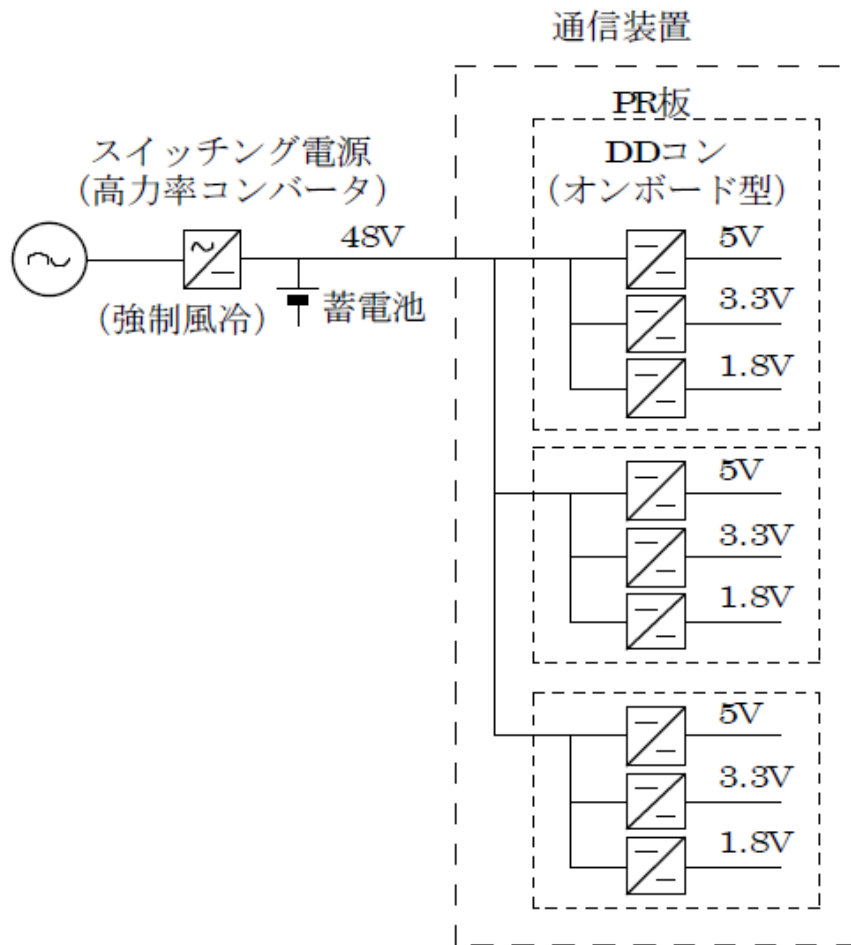 通信装置
PR板
スイッチング電源
(高力率コンバータ)
DDコン
(オンボード型)
48V
5V
(強制風冷)
蓄電池
3.3V
1.8V
5V
3.3V
1.8V
5V
3.3V
1.8V